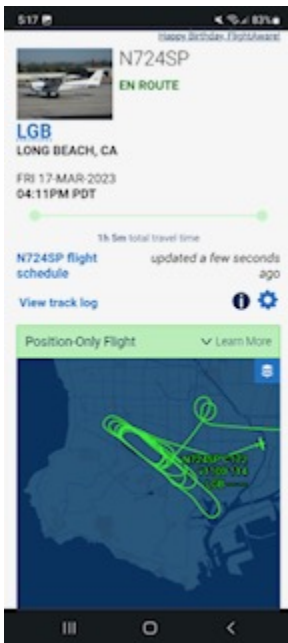 5:17
83%
Happy Birthday, FlightAware!
N724SP
EN ROUTE
LGB
LONG BEACH, CA
FRI 17-MAR-2023
04:11PM PDT
1h 5m total travel time
N724SP flight
schedule
updated a few seconds
ago
View track log
Position-Only Flight
Learn More
N724SP C172
LGB